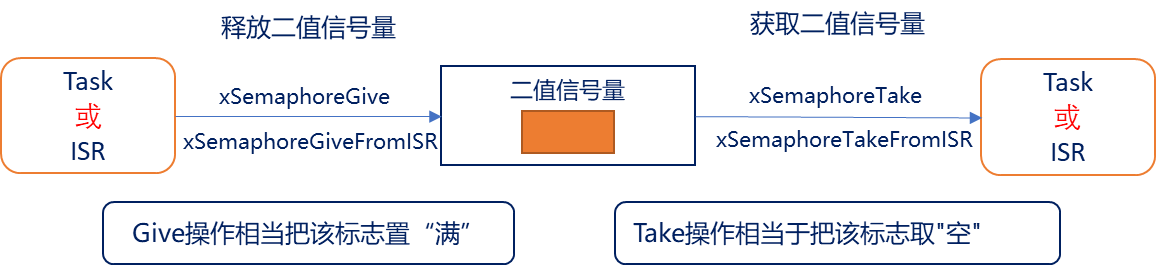 释放二值信号量
获取二值信号量
Task
或
ISR
xSemaphoreGive
xSemaphoreGiveFromISR
二值信号量
xSemaphoreTake
xSemaphoreTakeFromISR
Task
或
ISR
Give操作相当把该标志置“满”
Take操作相当于把该标志取"空"